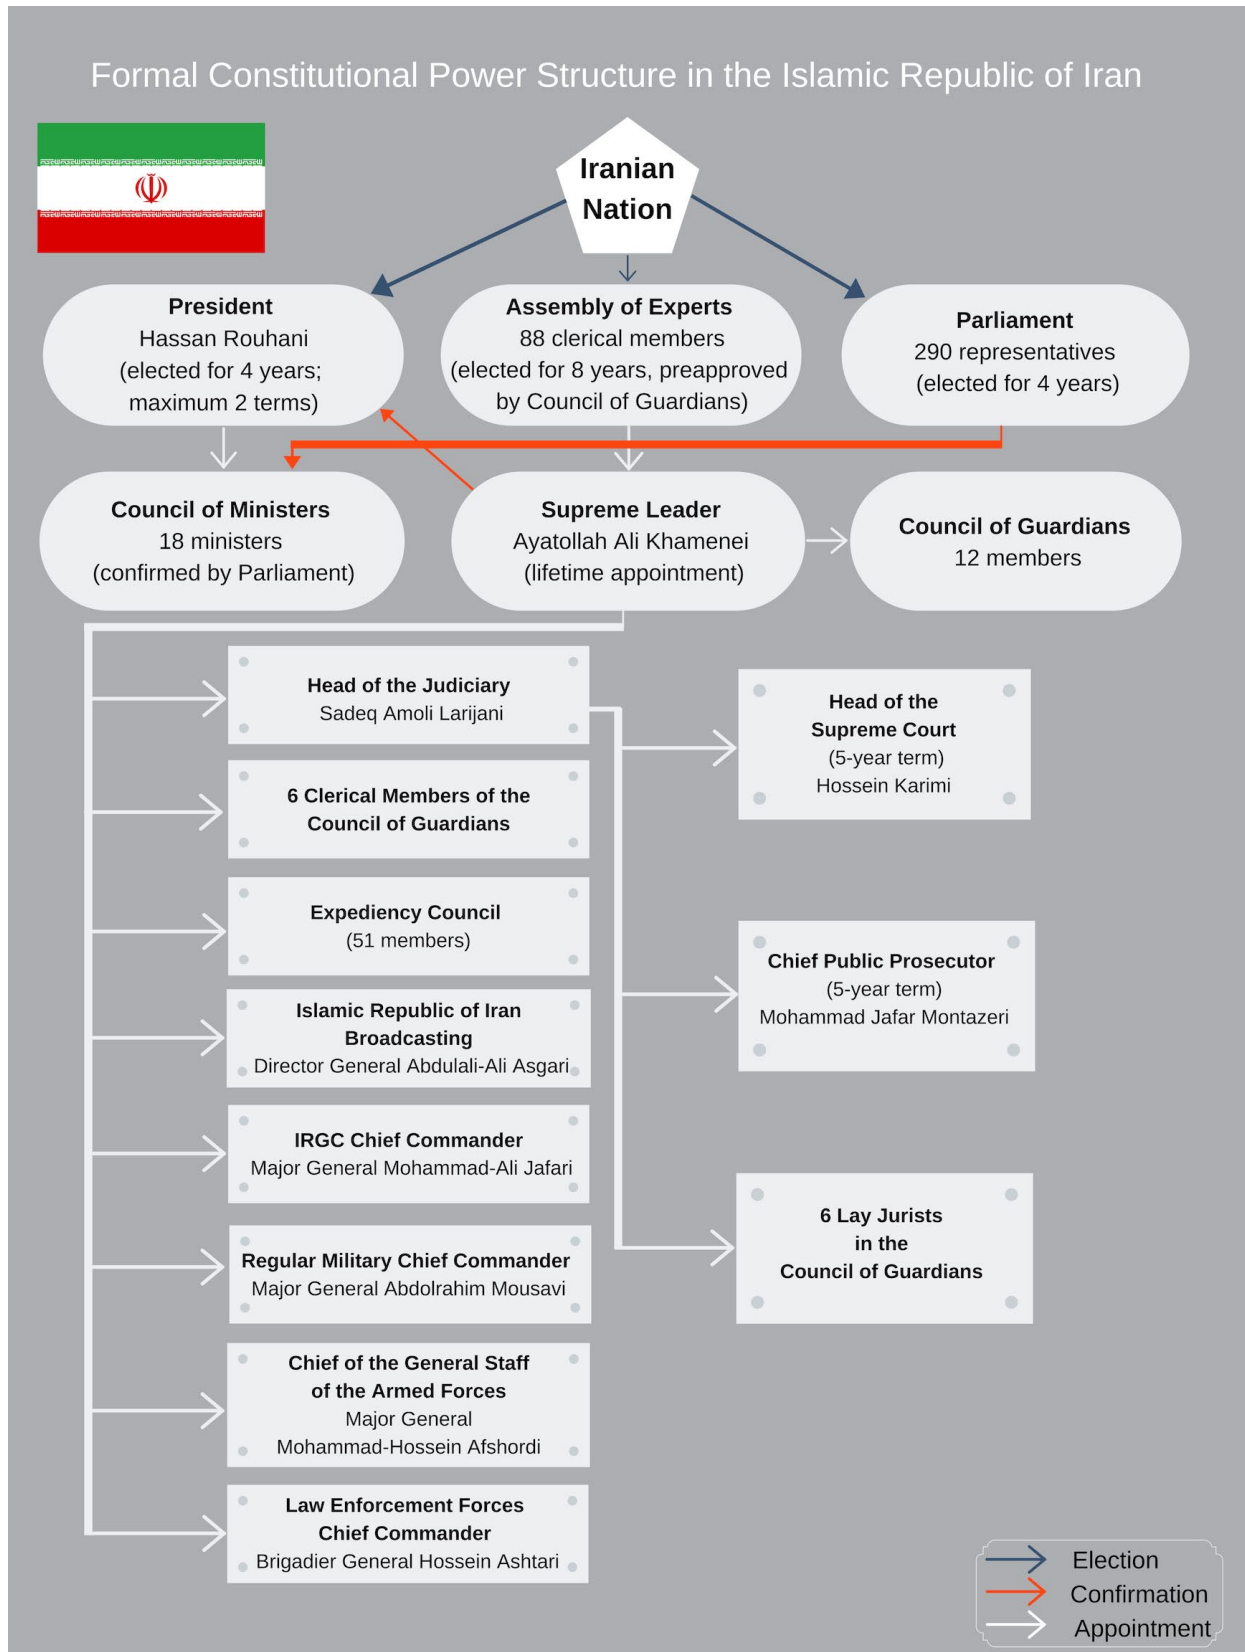 Formal Constitutional Power Structure in the Islamic Republic of Iran
Iranian
Nation
President
Hassan Rouhani
(elected for 4 years;
maximum 2 terms)
Assembly of Experts
88 clerical members
(elected for 8 years, preapproved
by Council of Guardians)
Parliament
290 representatives
(elected for 4 years)
Council of Ministers
18 ministers
(confirmed by Parliament)
Supreme Leader
Ayatollah Ali Khamenei
(lifetime appointment)
Council of Guardians
12 members
Head of the Judiciary
Sadeq Amoli Larijani
6 Clerical Members of the
Council of Guardians
Expediency Council
(51 members)
Islamic Republic of Iran
Broadcasting
Director General Abdulali-Ali Asgari
IRGC Chief Commander
Major General Mohammad-Ali Jafari
Regular Military Chief Commander
Major General Abdolrahim Mousavi
Chief of the General Staff
of the Armed Forces
Major General
Mohammad-Hossein Afshordi
Law Enforcement Forces
Chief Commander
Brigadier General Hossein Ashtari
Head of the
Supreme Court
(5-year term)
Hossein Karimi
Chief Public Prosecutor
(5-year term)
Mohammad Jafar Montazeri
6 Lay Jurists
in the
Council of Guardians
Election
Confirmation
Appointment